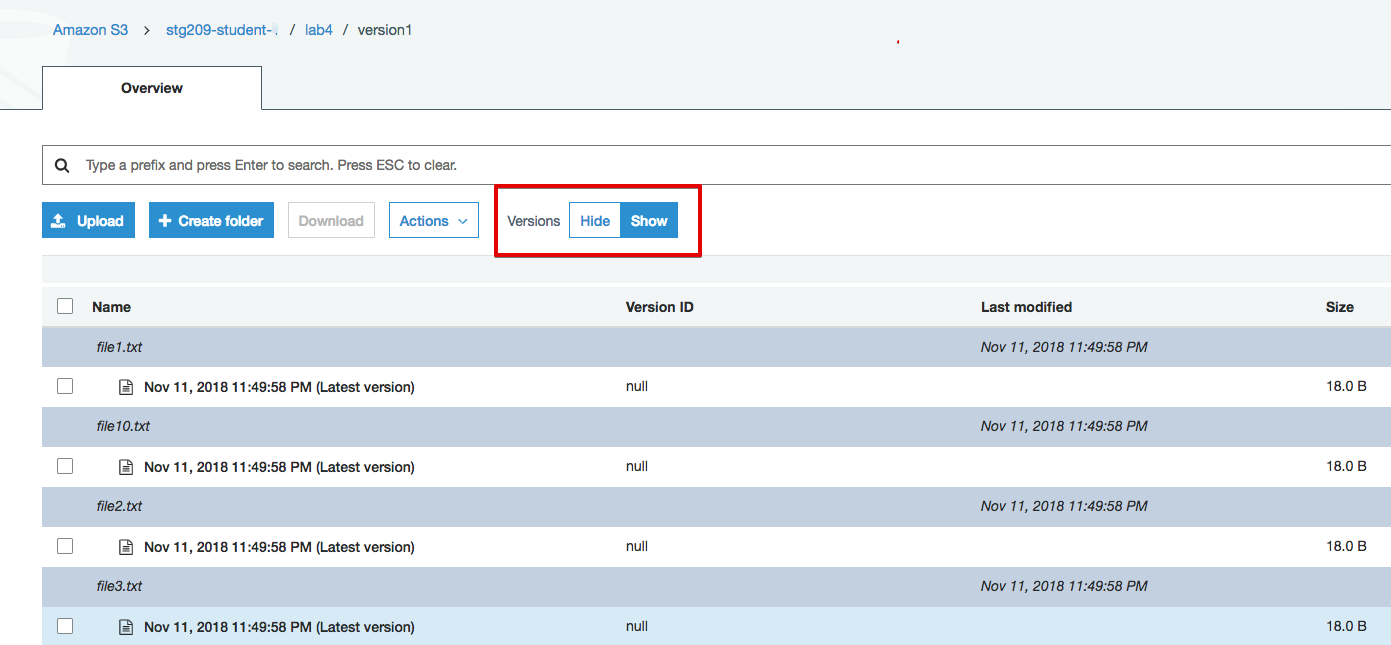 Amazon S3 > stg209-student- / lab4 / version1
Overview
Type a prefix and press Enter to search. Press ESC to clear.
Upload + Create folder Download Actions Versions Hide Show
Name Version ID Last modified Size
file1.txt Nov 11, 2018 11:49:58 PM
Nov 11, 2018 11:49:58 PM (Latest version) null 18.0 B
file10.txt Nov 11, 2018 11:49:58 PM
Nov 11, 2018 11:49:58 PM (Latest version) null 18.0 B
file2.txt Nov 11, 2018 11:49:58 PM
Nov 11, 2018 11:49:58 PM (Latest version) null 18.0 B
file3.txt Nov 11, 2018 11:49:58 PM
Nov 11, 2018 11:49:58 PM (Latest version) null 18.0 B